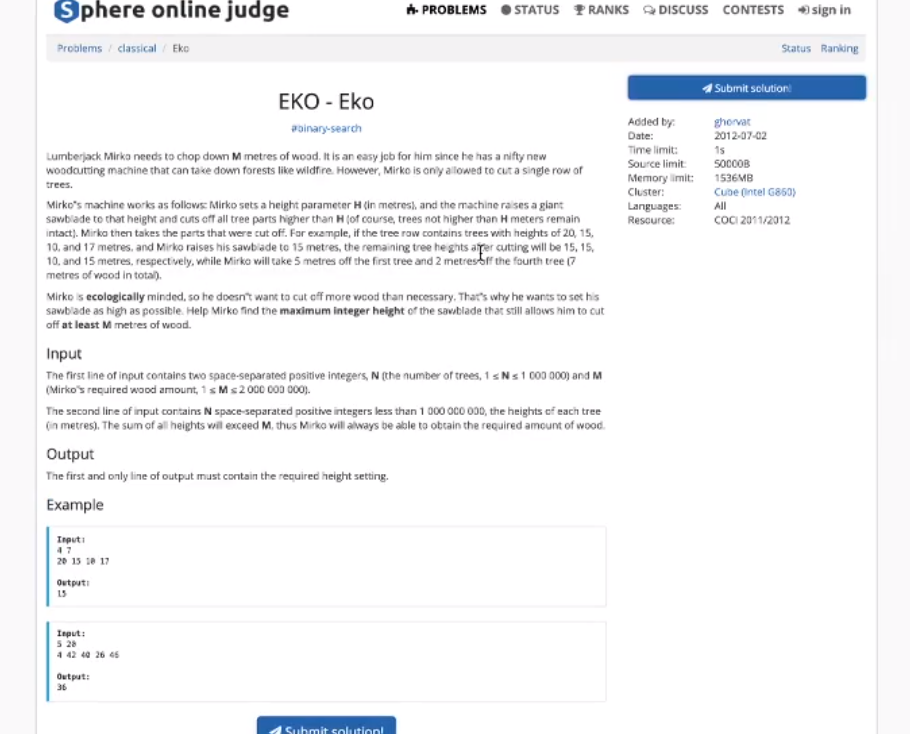 Sphere online judge
PROBLEMS STATUS RANKS DISCUSS CONTESTS sign in
Problems / classical / Eko
Status Ranking
EKO - Eko
#binary-search
Submit solution!
Lumberjack Mirko needs to chop down M metres of wood. It is an easy job for him since he has a nifty new
woodcutting machine that can take down forests like wildfire. However, Mirko is only allowed to cut a single row of
trees.
Mirko"s machine works as follows: Mirko sets a height parameter H (in metres), and the machine raises a giant
sawblade to that height and cuts off all tree parts higher than H (of course, trees not higher than H meters remain
intact). Mirko then takes the parts that were cut off. For example, if the tree row contains trees with heights of 20, 15,
10, and 17 metres, and Mirko raises his sawblade to 15 metres, the remaining tree heights after cutting will be 15, 15,
10, and 15 metres, respectively, while Mirko will take 5 metres off the first tree and 2 metres off the fourth tree (7
metres of wood in total).
Mirko is ecologically minded, so he doesn"t want to cut off more wood than necessary. That"s why he wants to set his
sawblade as high as possible. Help Mirko find the maximum integer height of the sawblade that still allows him to cut
off at least M metres of wood.
Input
The first line of input contains two space-separated positive integers, N (the number of trees, 1 ≤ N ≤ 1 000 000) and M
(Mirko"s required wood amount, 1 ≤ M ≤ 2 000 000 000).
The second line of input contains N space-separated positive integers less than 1 000 000 000, the heights of each tree
(in metres). The sum of all heights will exceed M, thus Mirko will always be able to obtain the required amount of wood.
Output
The first and only line of output must contain the required height setting.
Example
Input:
4 7
20 15 10 17
Output:
15
Input:
5 20
4 42 40 26 46
Output:
36
Submit solution!
Added by: ghorvat
Date: 2012-07-02
Time limit: 1s
Source limit: 50000B
Memory limit: 1536MB
Cluster: Cube (Intel G860)
Languages: All
Resource: COCI 2011/2012